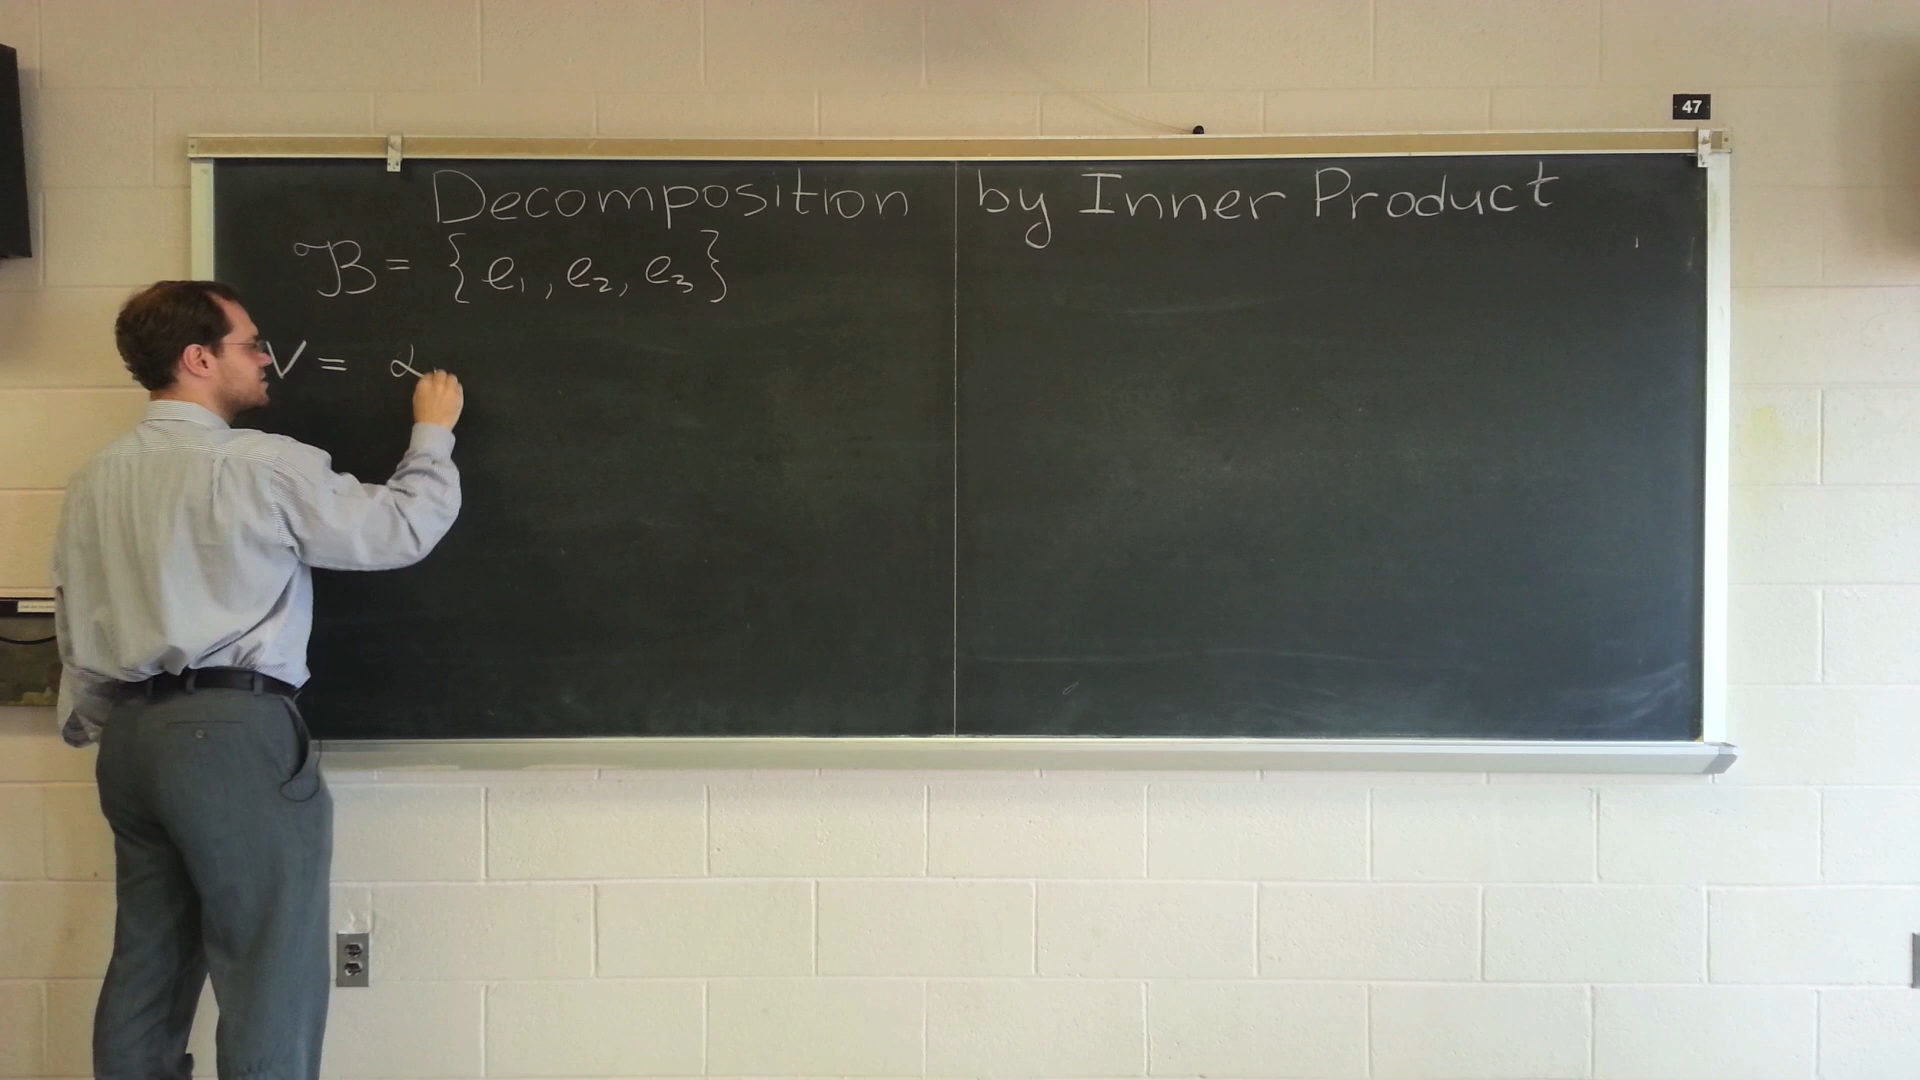 47
Decomposition by Inner Product
B = {e₁, e₂, e₃}
V = α